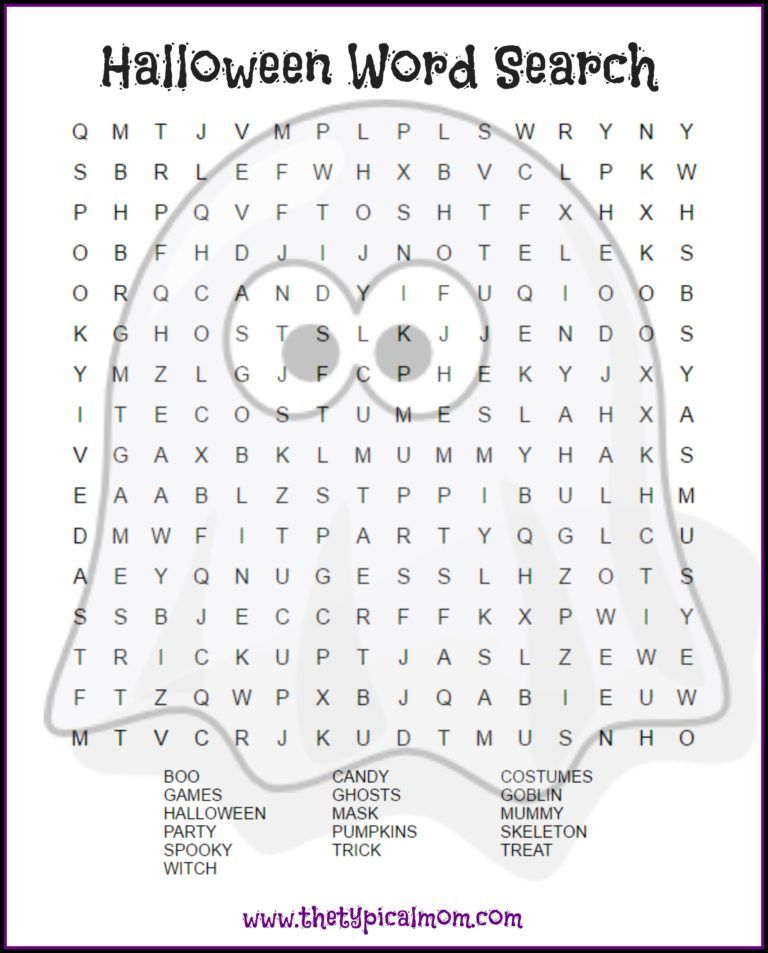 Halloween Word Search
Q M T J V M P L P L S W R Y N Y
S B R L E F W H X B V C L P K W
P H P Q V F T O S H T F X H X H
O B F H D J I J N O T E L E K S
O R Q C A N D Y I F U Q I O O B
K G H O S T S L K J J E N D O S
Y M Z L G J F C P H E K Y J X Y
I T E C O S T U M E S L A H X A
V G A X B K L M U M M Y H A K S
E A A B L Z S T P P I B U L H M
D M W F I T P A R T Y Q G L C U
A E Y Q N U G E S S L H Z O T S
S S B J E C C R F F K X P W I Y
T R I C K U P T J A S L Z E W E
F T Z Q W P X B J Q A B I E U W
M T V C R J K U D T M U S N H O
BOO CANDY COSTUMES
GAMES GHOSTS GOBLIN
HALLOWEEN MASK MUMMY
PARTY PUMPKINS SKELETON
SPOOKY TRICK TREAT
WITCH
www.thetypicalmom.com